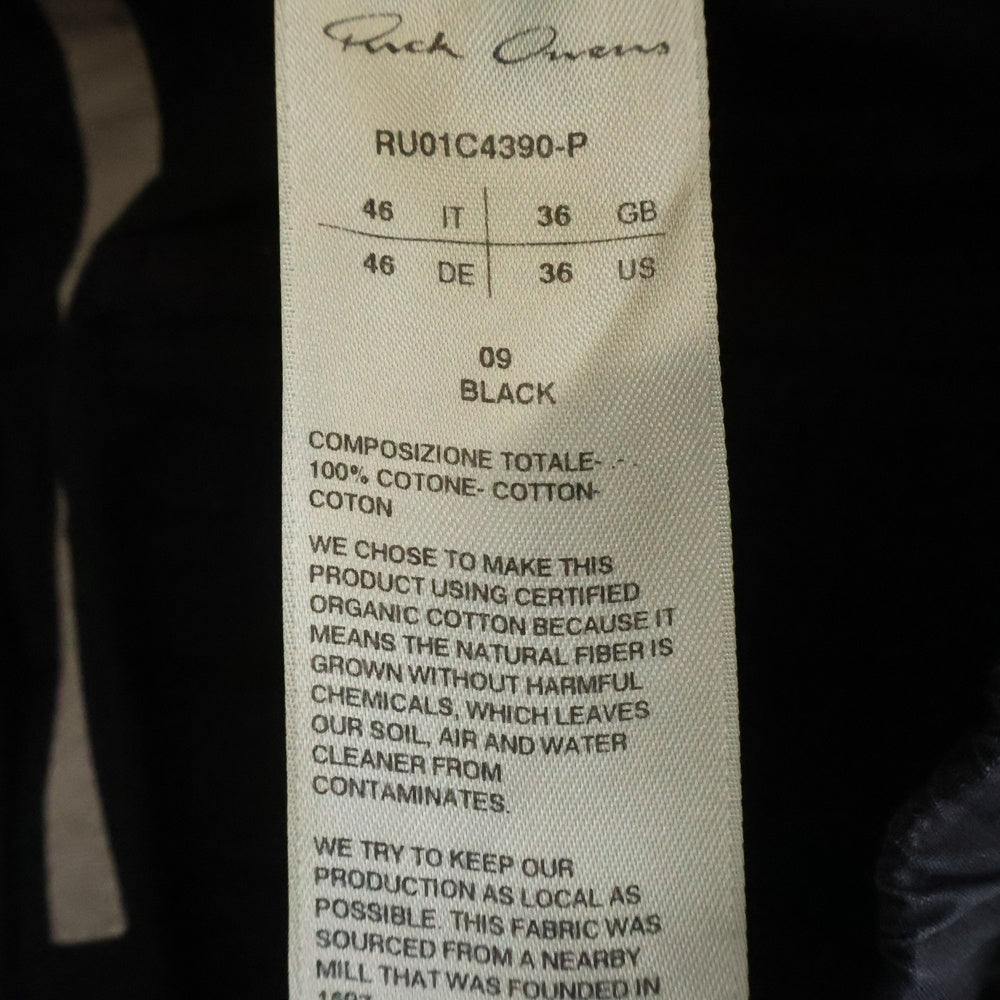 Rick Owens
RU01C4390-P
46 IT 36 GB
46 DE 36 US
09
BLACK
COMPOSIZIONE TOTALE- .-.
100% COTONE- COTTON-
COTON
WE CHOSE TO MAKE THIS
PRODUCT USING CERTIFIED
ORGANIC COTTON BECAUSE IT
MEANS THE NATURAL FIBER IS
GROWN WITHOUT HARMFUL
CHEMICALS, WHICH LEAVES
OUR SOIL, AIR AND WATER
CLEANER FROM
CONTAMINATES.
WE TRY TO KEEP OUR
PRODUCTION AS LOCAL AS
POSSIBLE. THIS FABRIC WAS
SOURCED FROM A NEARBY
MILL THAT WAS FOUNDED IN